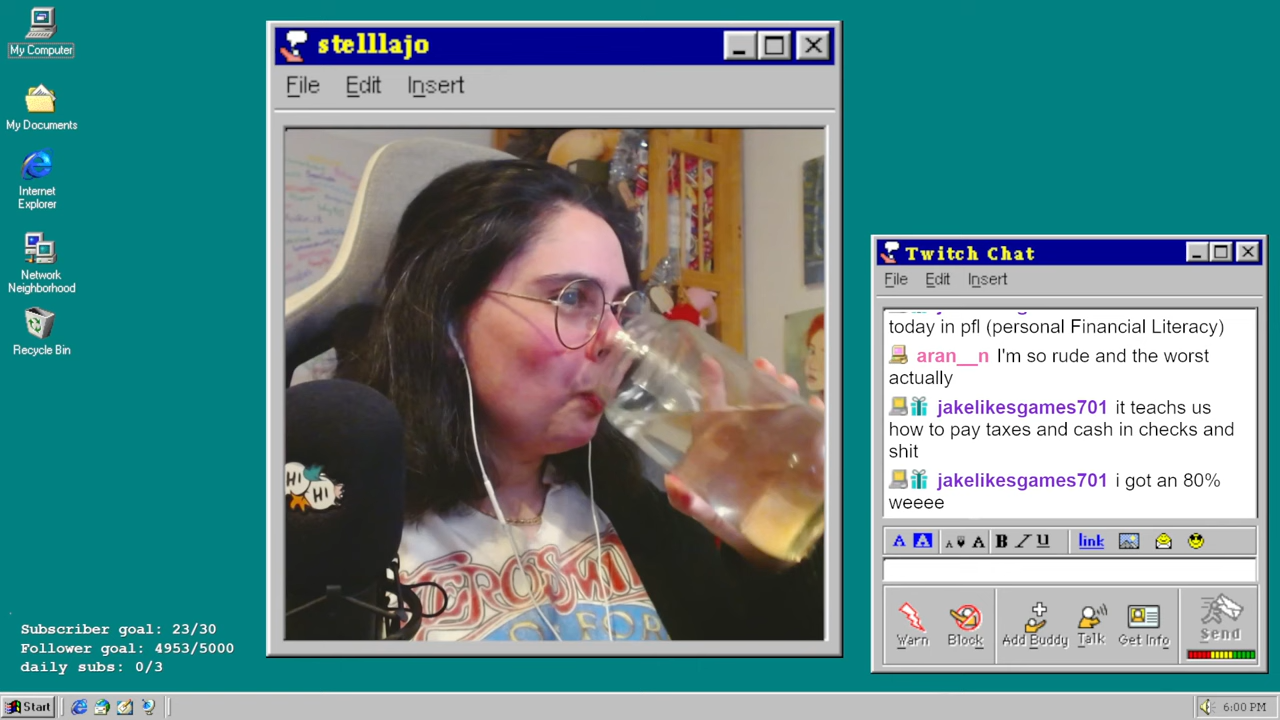 My Computer
My Documents
Internet
Explorer
Network
Neighborhood
Recycle Bin
stelllajo
File Edit Insert
HI
HI
AEROSMITH
Twitch Chat
File Edit Insert
today in pfl (personal Financial Literacy)
aran__n I'm so rude and the worst
actually
jakelikesgames701 it teachs us
how to pay taxes and cash in checks and
shit
jakelikesgames701 i got an 80%
weeee
A A A A B I U link
Warn Block Add Buddy Talk Get Info Send
Subscriber goal: 23/30
Follower goal: 4953/5000
daily subs: 0/3
Start
6:00 PM